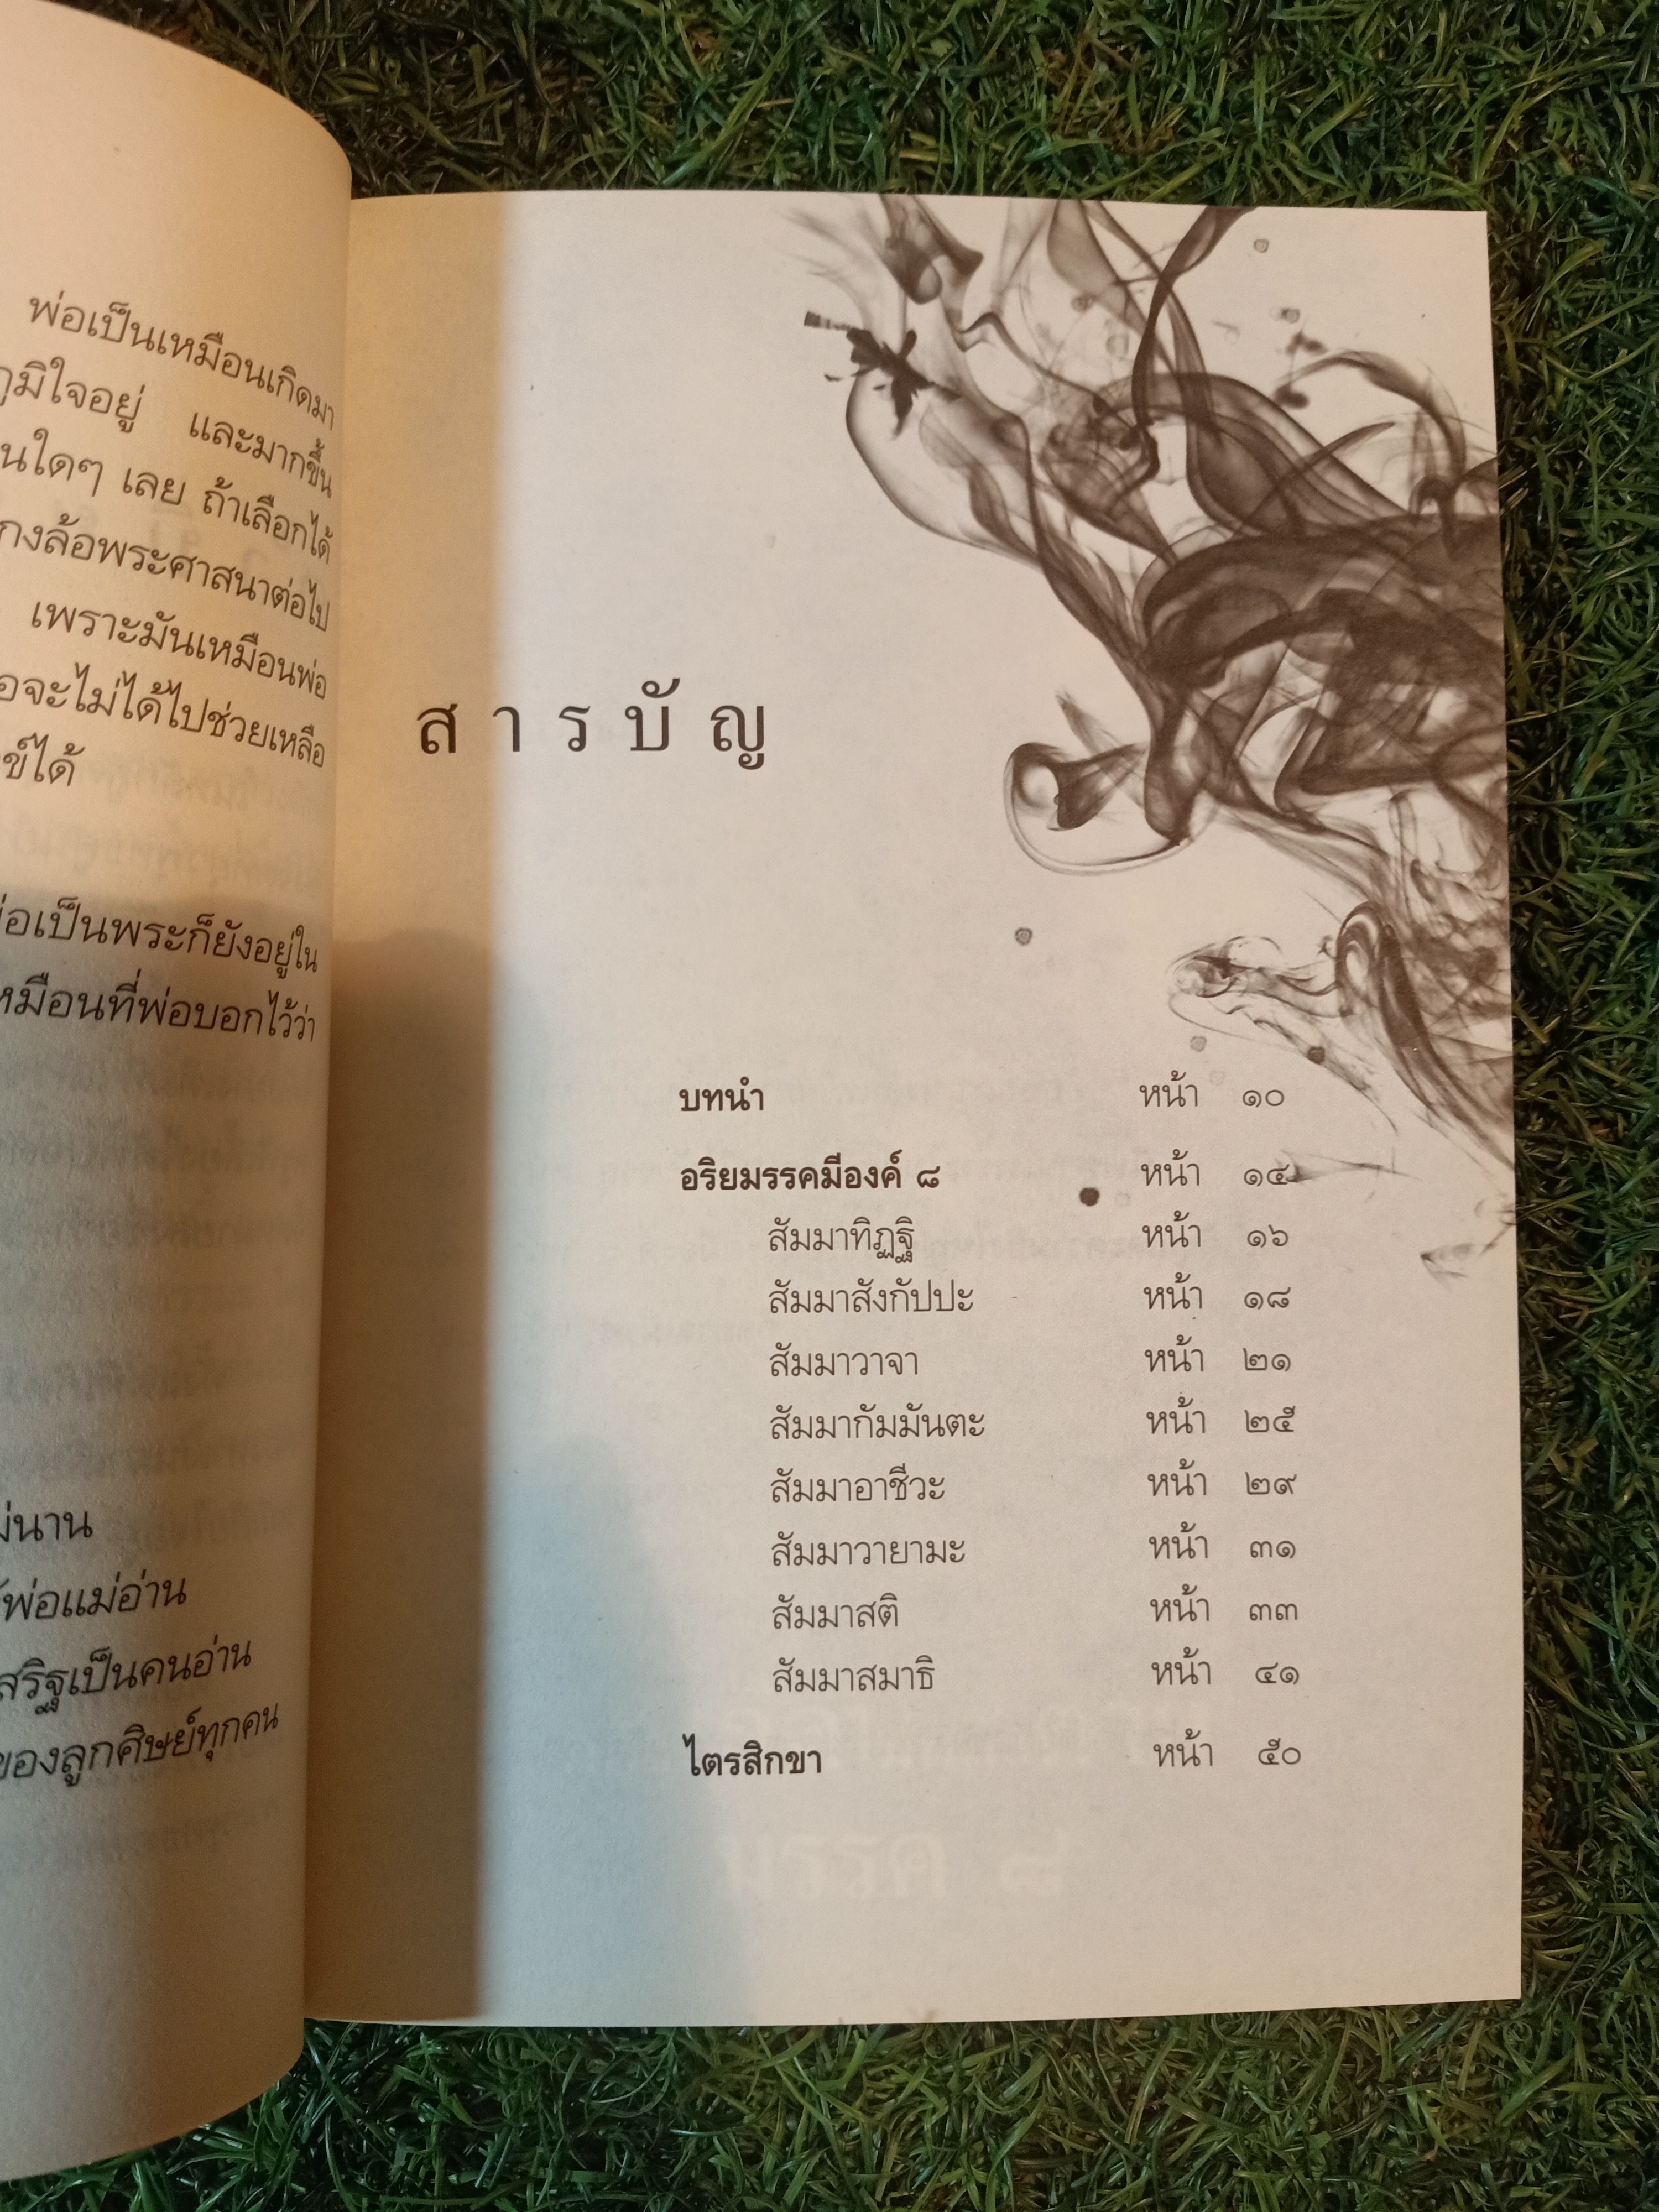 พ่อเป็นเหมือนเกิดมา
ภูมิใจอยู่ และมากขึ้น
นใดๆ เลย ถ้าเลือกได้
กงล้อพระศาสนาต่อไป
เพราะมันเหมือนพ่อ
อจะไม่ได้ไปช่วยเหลือ
ข์ได้
อเป็นพระก็ยังอยู่ใน
หมือนที่พ่อบอกไว้ว่า
ม่นาน
พ่อแม่อ่าน
สริฐเป็นคนอ่าน
ของลูกศิษย์ทุกคน
สารบัญ
บทนำ หน้า ๑๐
อริยมรรคมีองค์ ๘ หน้า ๑๔
สัมมาทิฏฐิ หน้า ๑๖
สัมมาสังกัปปะ หน้า ๑๘
สัมมาวาจา หน้า ๒๑
สัมมากัมมันตะ หน้า ๒๕
สัมมาอาชีวะ หน้า ๒๙
สัมมาวายามะ หน้า ๓๑
สัมมาสติ หน้า ๓๓
สัมมาสมาธิ หน้า ๔๑
ไตรสิกขา หน้า ๕๐
มรรค ๘